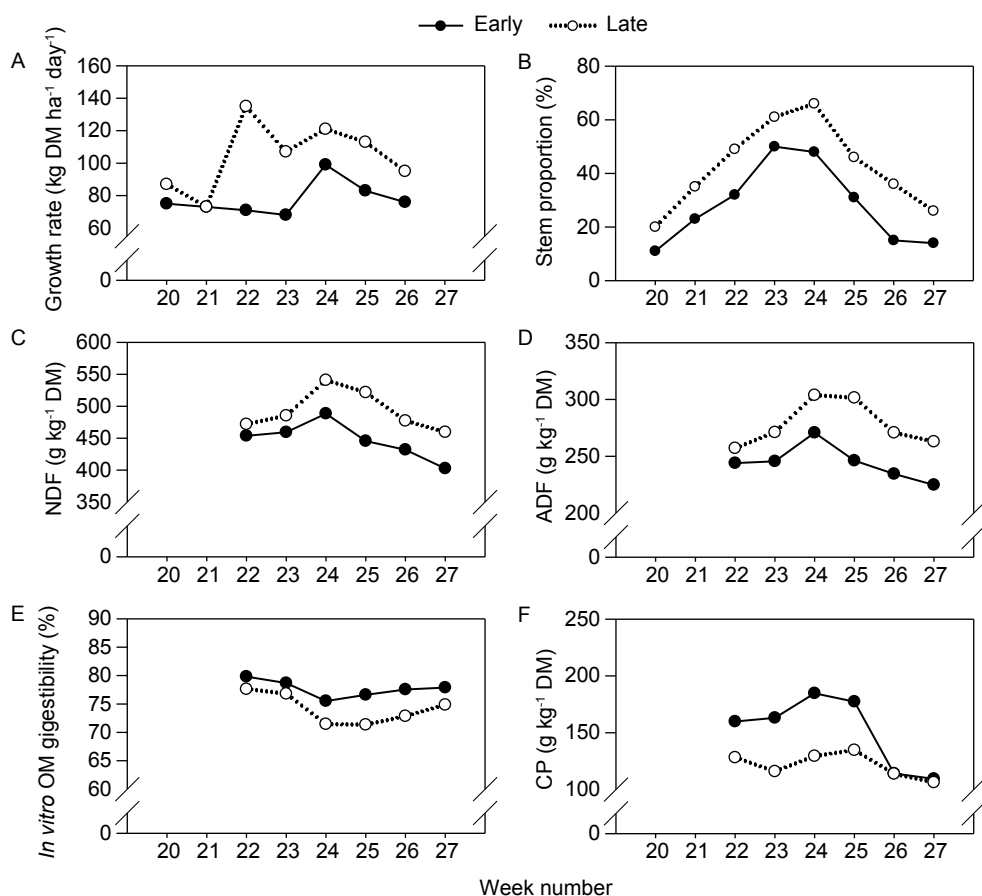 Early Late
A
Growth rate (kg DM ha⁻¹ day⁻¹)
160
140
120
100
80
60
0
20 21 22 23 24 25 26 27
B
Stem proportion (%)
80
60
40
20
0
20 21 22 23 24 25 26 27
C
NDF (g kg⁻¹ DM)
600
550
500
450
400
350
0
20 21 22 23 24 25 26 27
D
ADF (g kg⁻¹ DM)
350
300
250
200
0
20 21 22 23 24 25 26 27
E
In vitro OM gigestibility (%)
90
85
80
75
70
65
60
0
20 21 22 23 24 25 26 27
F
CP (g kg⁻¹ DM)
250
200
150
100
0
20 21 22 23 24 25 26 27
Week number